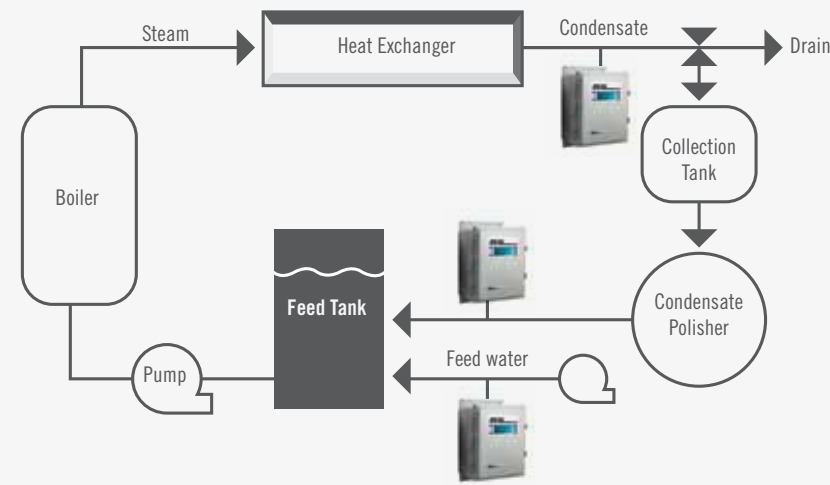 Steam
Heat Exchanger
Condensate
Drain
Collection
Tank
Boiler
Feed Tank
Condensate
Polisher
Pump
Feed water